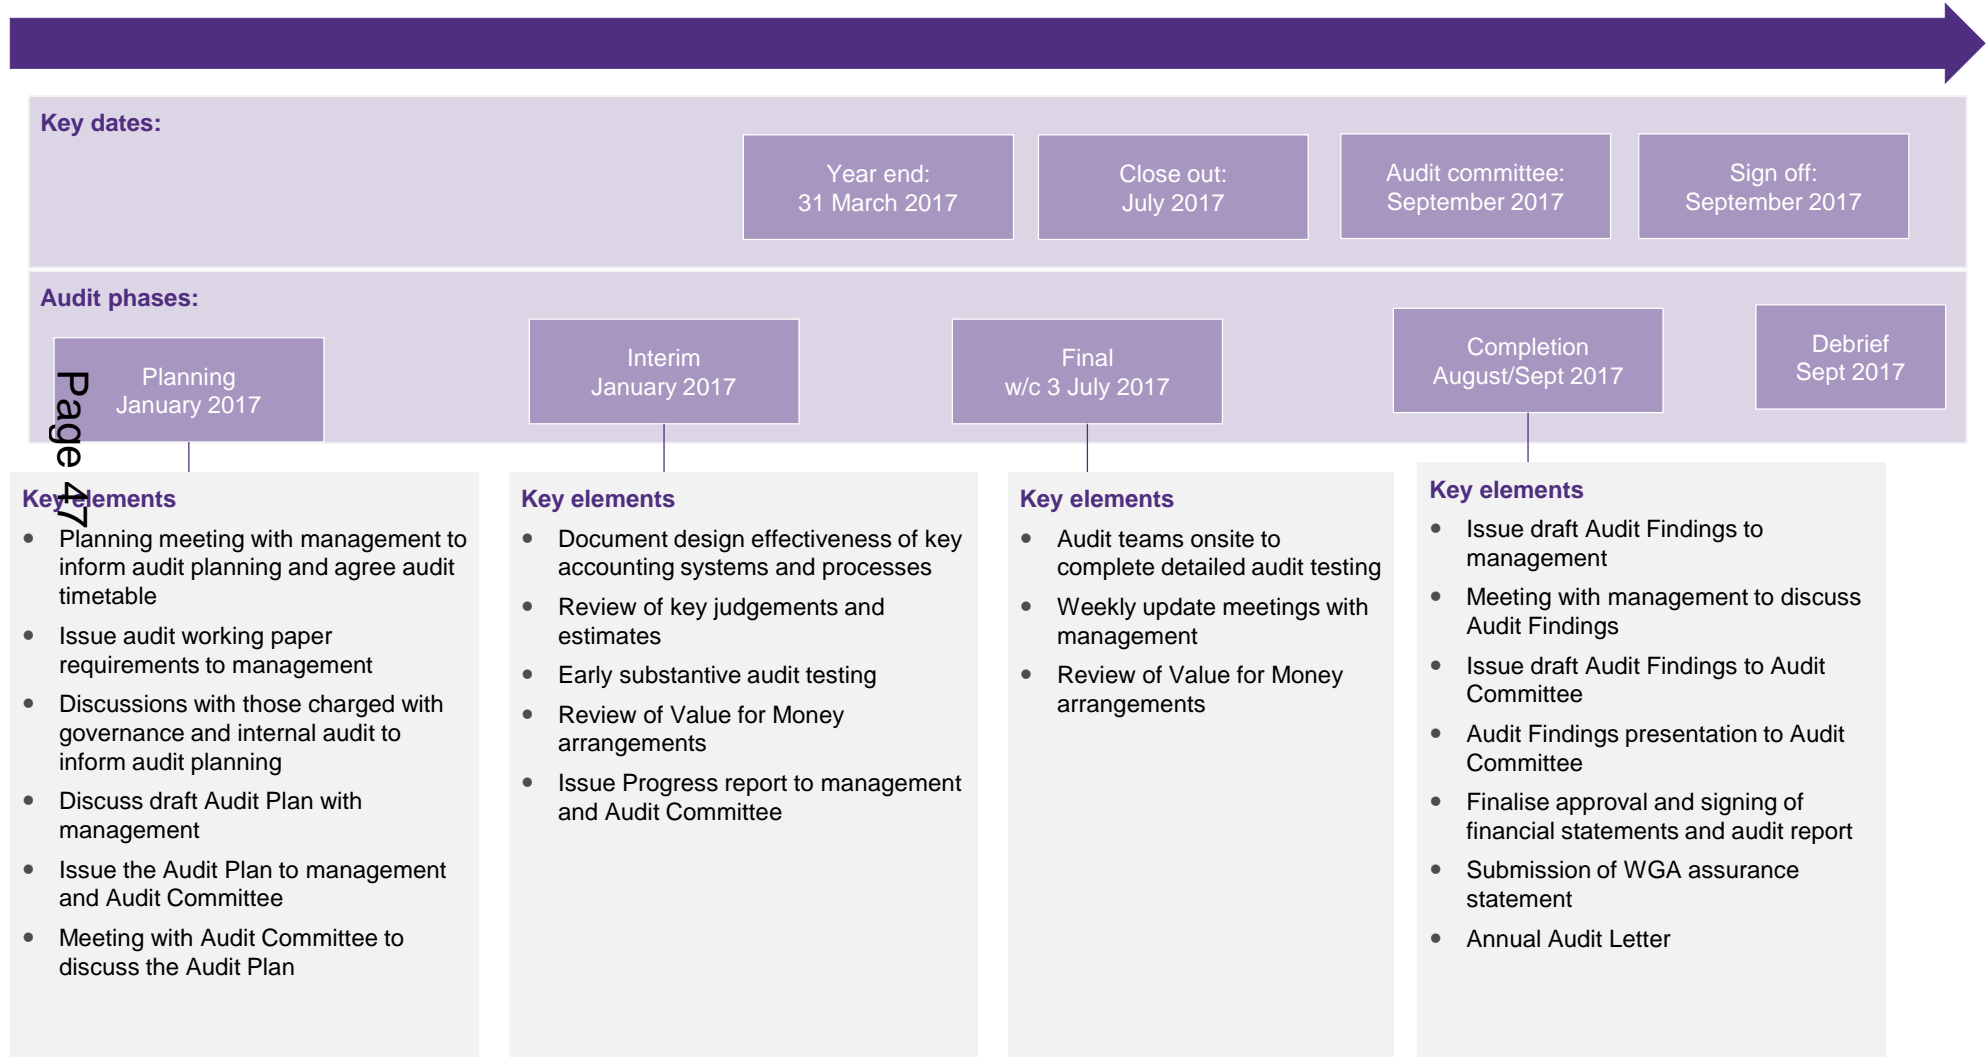 Key dates:
Year end:
31 March 2017
Close out:
July 2017
Audit committee:
September 2017
Sign off:
September 2017
Audit phases:
Planning
January 2017
Interim
January 2017
Final
w/c 3 July 2017
Completion
August/Sept 2017
Debrief
Sept 2017
Page 47
Key elements
• Planning meeting with management to
inform audit planning and agree audit
timetable
• Issue audit working paper
requirements to management
• Discussions with those charged with
governance and internal audit to
inform audit planning
• Discuss draft Audit Plan with
management
• Issue the Audit Plan to management
and Audit Committee
• Meeting with Audit Committee to
discuss the Audit Plan
Key elements
• Document design effectiveness of key
accounting systems and processes
• Review of key judgements and
estimates
• Early substantive audit testing
• Review of Value for Money
arrangements
• Issue Progress report to management
and Audit Committee
Key elements
• Audit teams onsite to
complete detailed audit testing
• Weekly update meetings with
management
• Review of Value for Money
arrangements
Key elements
• Issue draft Audit Findings to
management
• Meeting with management to discuss
Audit Findings
• Issue draft Audit Findings to Audit
Committee
• Audit Findings presentation to Audit
Committee
• Finalise approval and signing of
financial statements and audit report
• Submission of WGA assurance
statement
• Annual Audit Letter